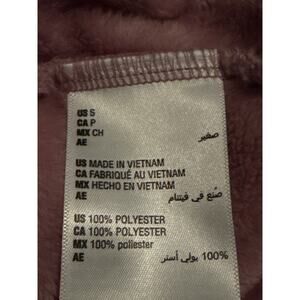 US S
CA P
MX CH
AE صغير
US MADE IN VIETNAM
CA FABRIQUÉ AU VIETNAM
MX HECHO EN VIETNAM
AE صنع في فيتنام
US 100% POLYESTER
CA 100% POLYESTER
MX 100% poliester
AE 100% بولي أستر